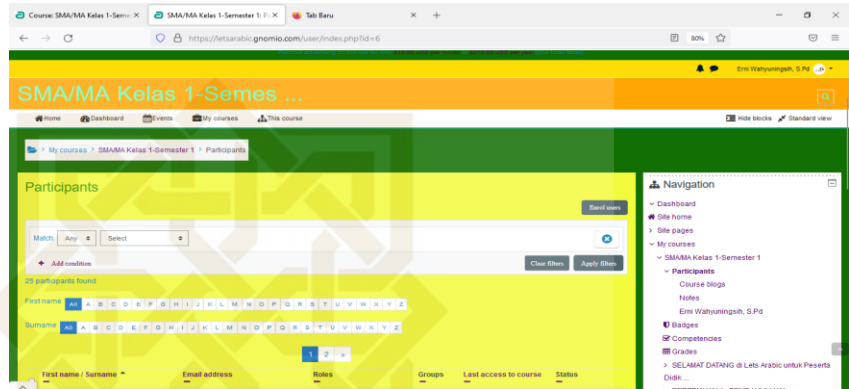 Course: SMA/MA Kelas 1-Seme
SMA/MA Kelas 1-Semester 1: P
Tab Baru
https://letsarabic.gnomio.com/user/index.php?id=6
80%
Erni Wahyuningsih, S.Pd
SMA/MA Kelas 1-Semes ...
Home Dashboard Events My courses This course
Hide blocks Standard view
My courses > SMA/MA Kelas 1-Semester 1 > Participants
Participants
Enrol users
Match Any Select
Add condition
Clear filters Apply filters
25 participants found
First name All A B C D E F G H I J K L M N O P Q R S T U V W X Y Z
Surname All A B C D E F G H I J K L M N O P Q R S T U V W X Y Z
1 2 »
First name / Surname Email address Roles Groups Last access to course Status
Navigation
Dashboard
Site home
Site pages
My courses
SMA/MA Kelas 1-Semester 1
Participants
Course blogs
Notes
Erni Wahyuningsih, S.Pd
Badges
Competencies
Grades
SELAMAT DATANG di Lets Arabic untuk Peserta
Didik ...